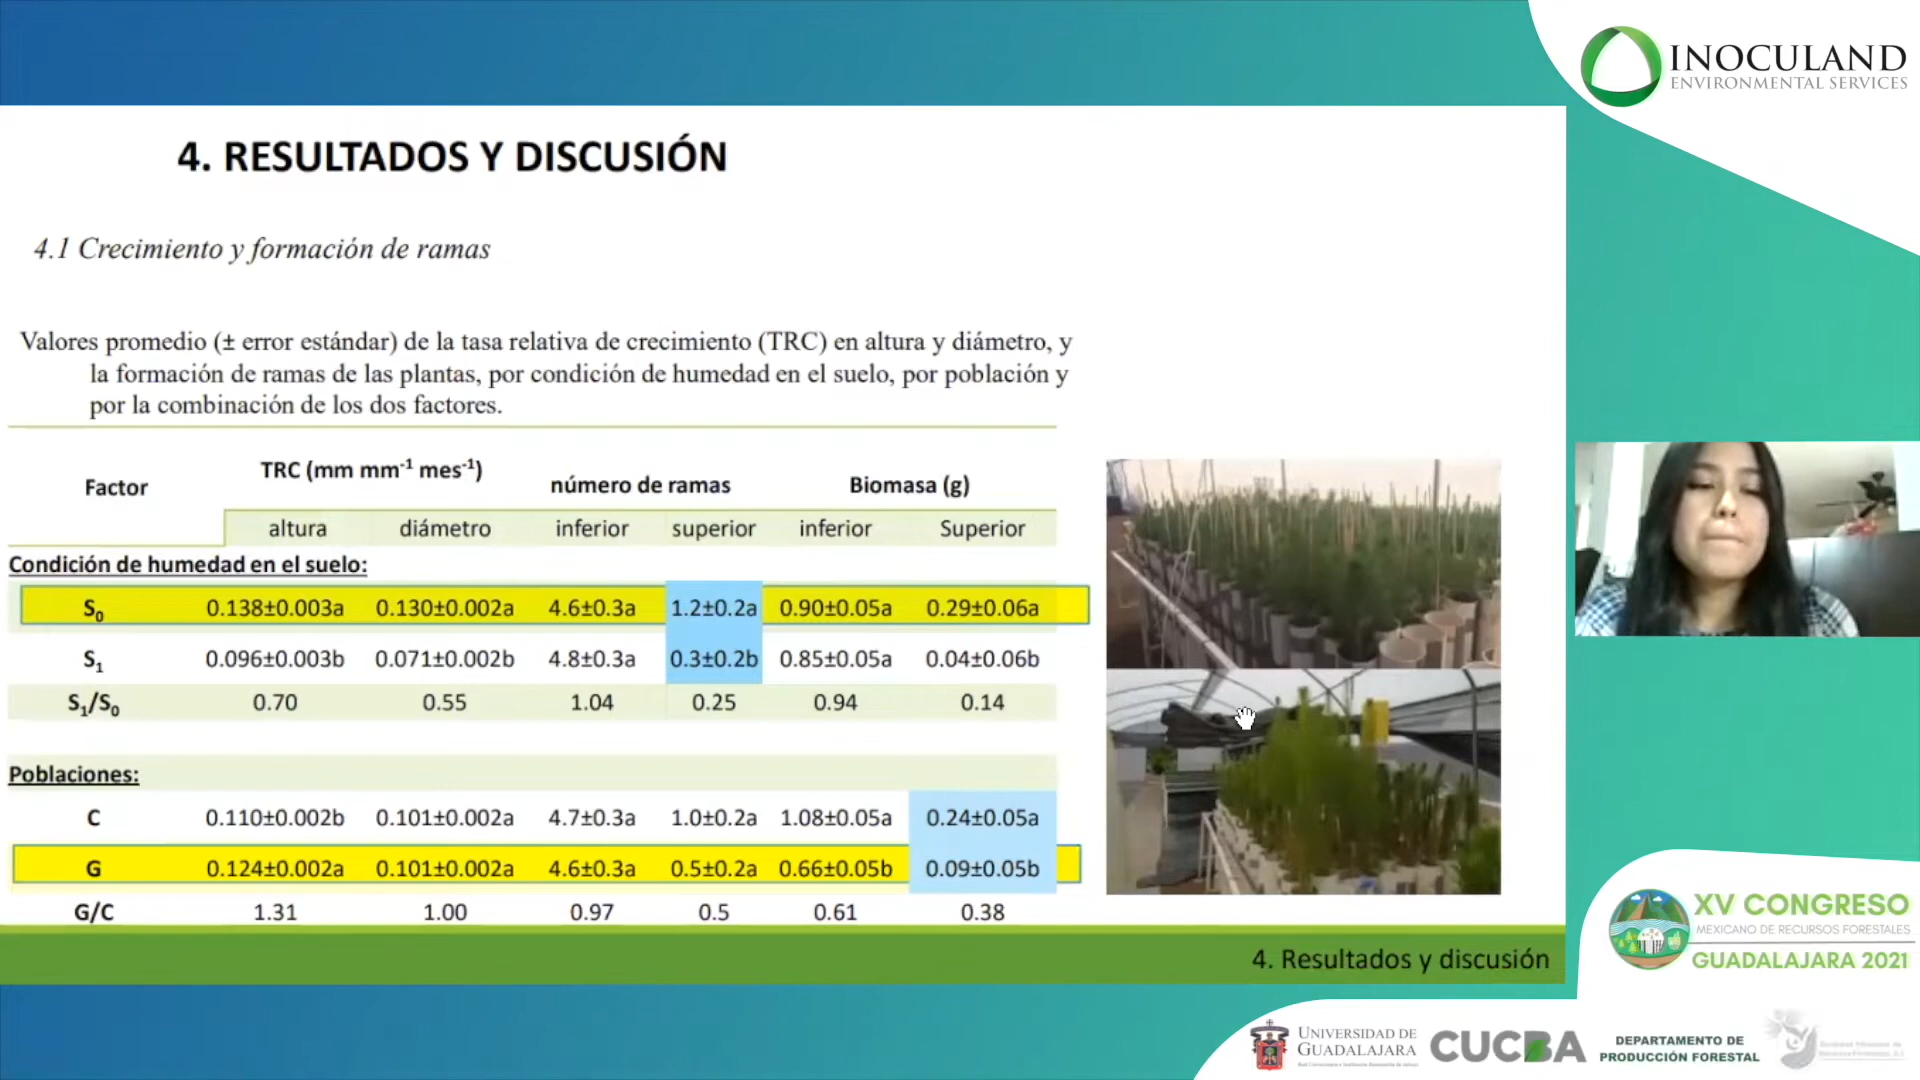 INOCULAND
ENVIRONMENTAL SERVICES
4. RESULTADOS Y DISCUSIÓN
4.1 Crecimiento y formación de ramas
Valores promedio (± error estándar) de la tasa relativa de crecimiento (TRC) en altura y diámetro, y
la formación de ramas de las plantas, por condición de humedad en el suelo, por población y
por la combinación de los dos factores.
Factor TRC (mm mm⁻¹ mes⁻¹) número de ramas Biomasa (g)
altura diámetro inferior superior inferior Superior
Condición de humedad en el suelo:
S₀ 0.138±0.003a 0.130±0.002a 4.6±0.3a 1.2±0.2a 0.90±0.05a 0.29±0.06a
S₁ 0.096±0.003b 0.071±0.002b 4.8±0.3a 0.3±0.2b 0.85±0.05a 0.04±0.06b
S₁/S₀ 0.70 0.55 1.04 0.25 0.94 0.14
Poblaciones:
C 0.110±0.002b 0.101±0.002a 4.7±0.3a 1.0±0.2a 1.08±0.05a 0.24±0.05a
G 0.124±0.002a 0.101±0.002a 4.6±0.3a 0.5±0.2a 0.66±0.05b 0.09±0.05b
G/C 1.31 1.00 0.97 0.5 0.61 0.38
4. Resultados y discusión
XV CONGRESO
MEXICANO DE RECURSOS FORESTALES
GUADALAJARA 2021
UNIVERSIDAD DE
GUADALAJARA
CUCBA
DEPARTAMENTO DE
PRODUCCIÓN FORESTAL